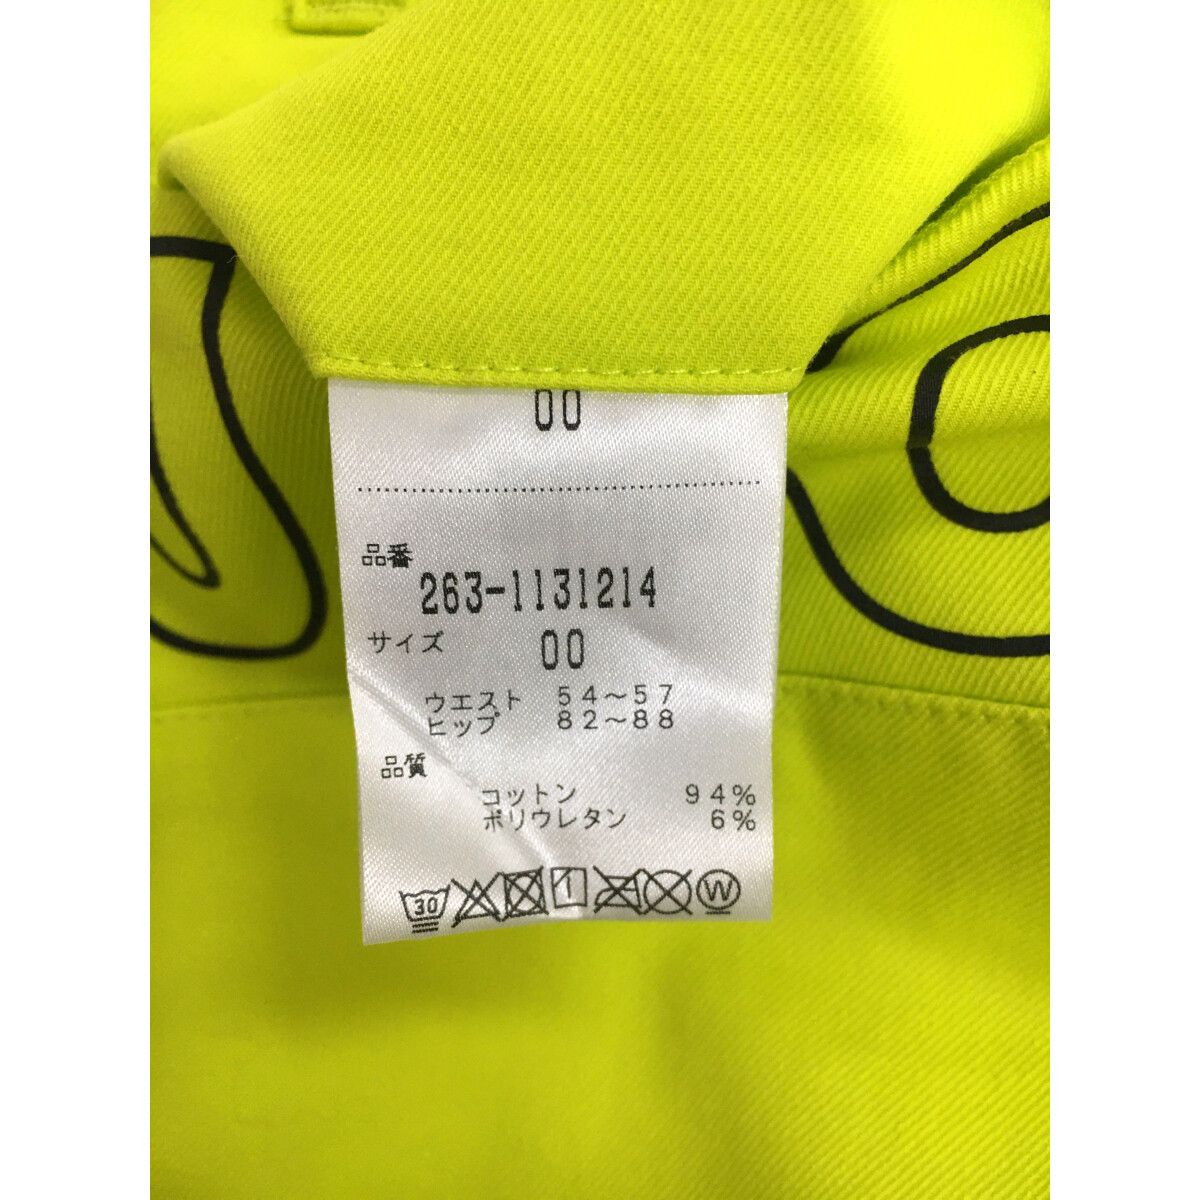 00
品番
263-1131214
サイズ 00
ウエスト 54～57
ヒップ 82～88
品質
コットン 94%
ポリウレタン 6%
30 W